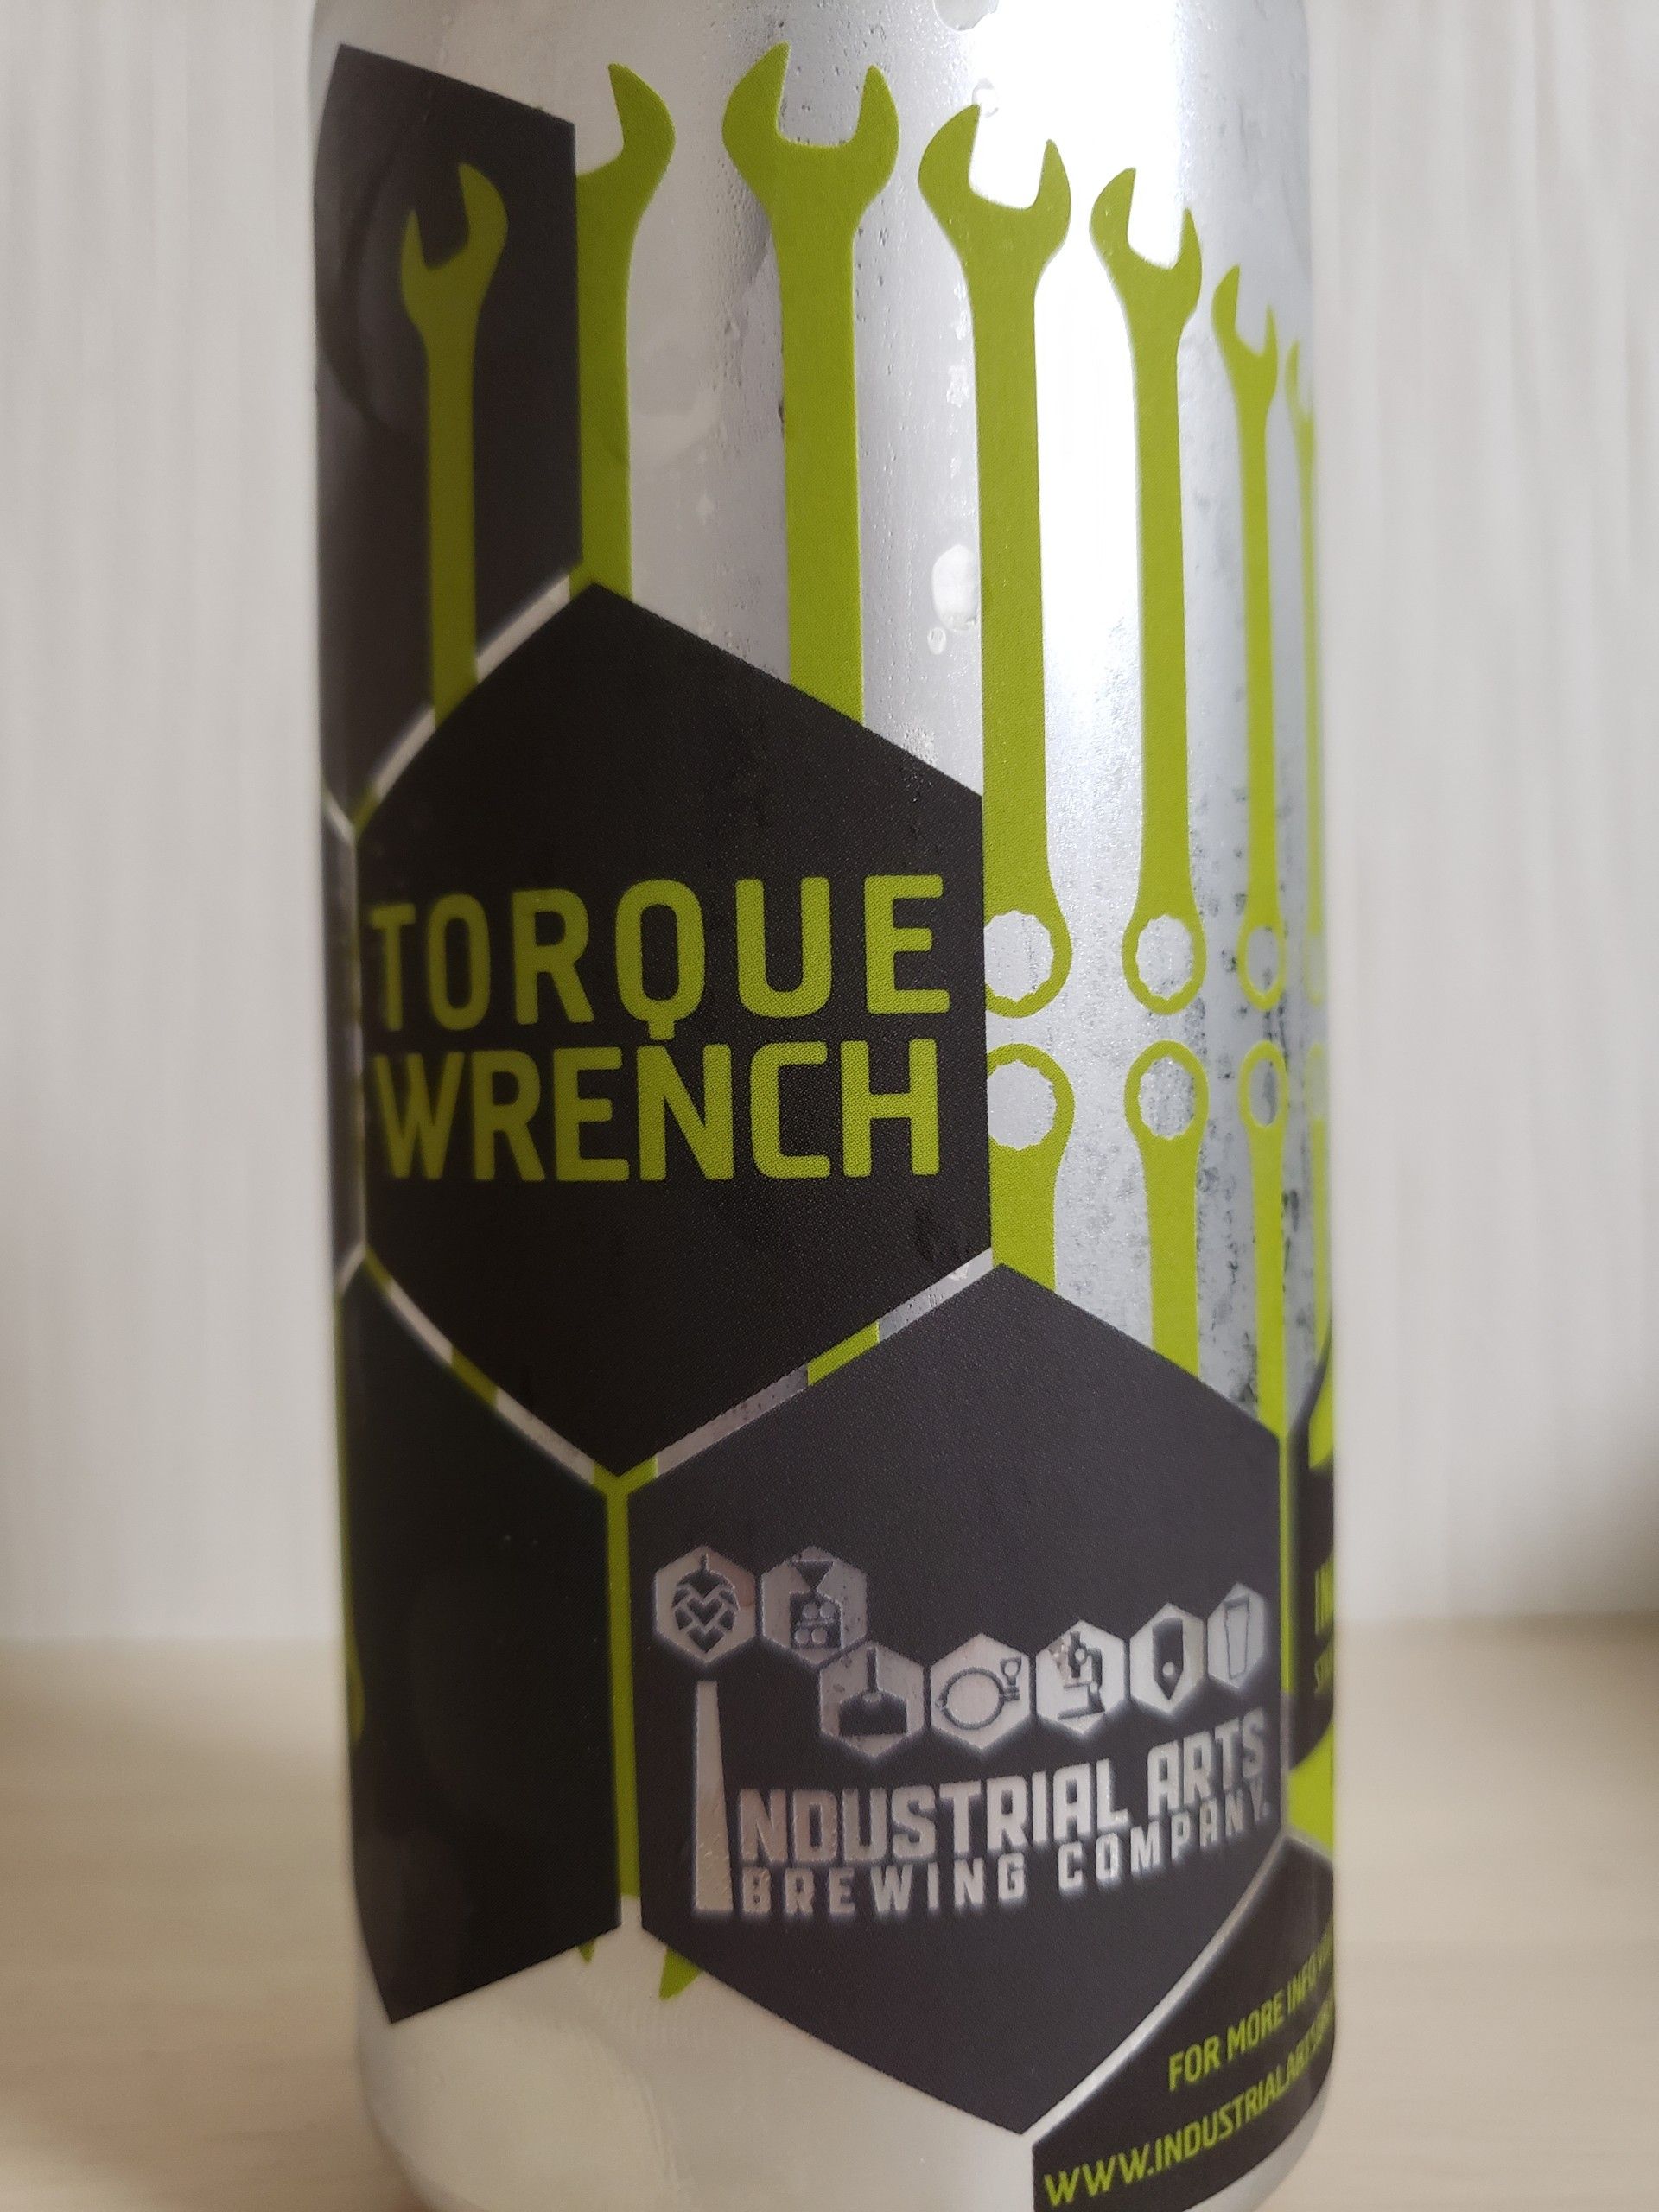 TORQUE
WRENCH
INDUSTRIAL ARTS
BREWING COMPANY
FOR MORE INFO
WWW.INDUSTRIALARTS